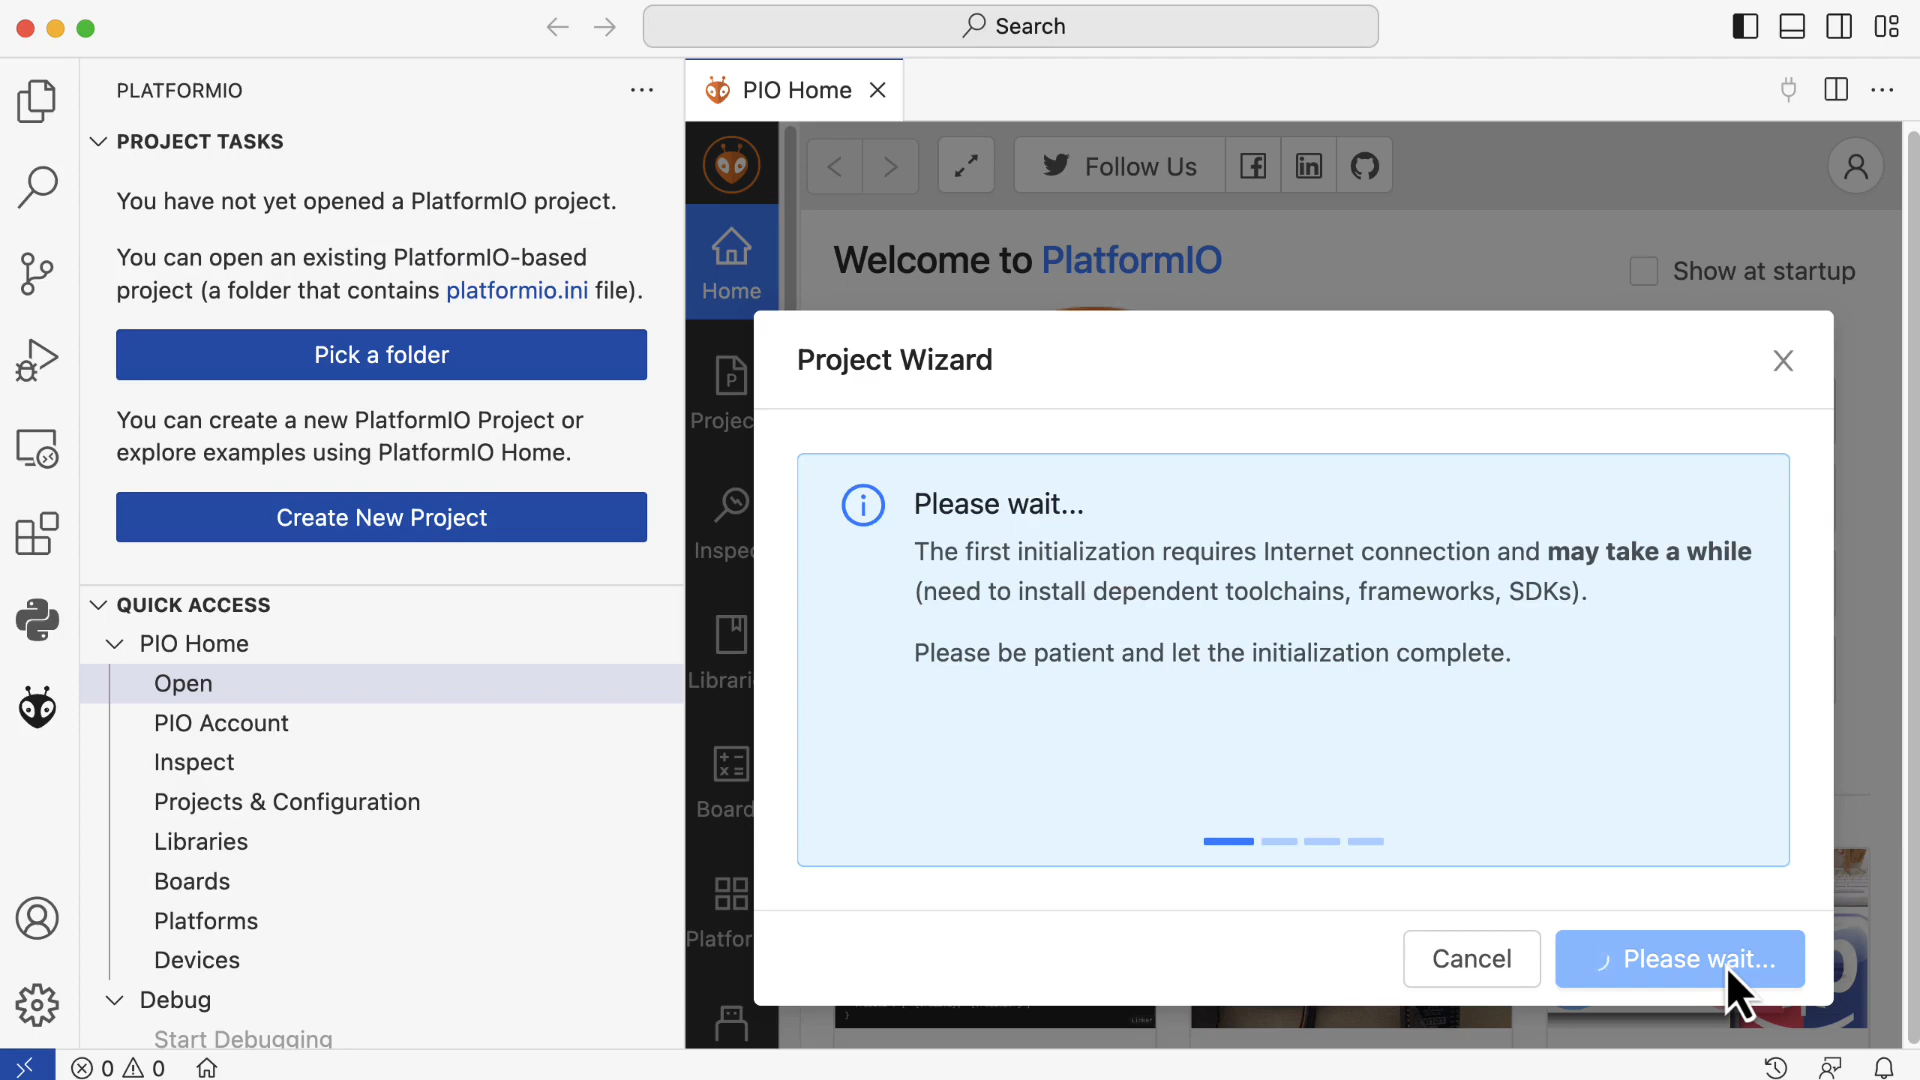 Search
PLATFORMIO
PIO Home
PROJECT TASKS
You have not yet opened a PlatformIO project.
You can open an existing PlatformIO-based
project (a folder that contains platformio.ini file).
Pick a folder
You can create a new PlatformIO Project or
explore examples using PlatformIO Home.
Create New Project
QUICK ACCESS
PIO Home
Open
PIO Account
Inspect
Projects & Configuration
Libraries
Boards
Platforms
Devices
Debug
Start Debugging
0 0
Follow Us
Home
Projec
Inspec
Librari
Board
Platfor
Welcome to PlatformIO
Show at startup
Project Wizard
Please wait...
The first initialization requires Internet connection and may take a while
(need to install dependent toolchains, frameworks, SDKs).
Please be patient and let the initialization complete.
Cancel
Please wait...